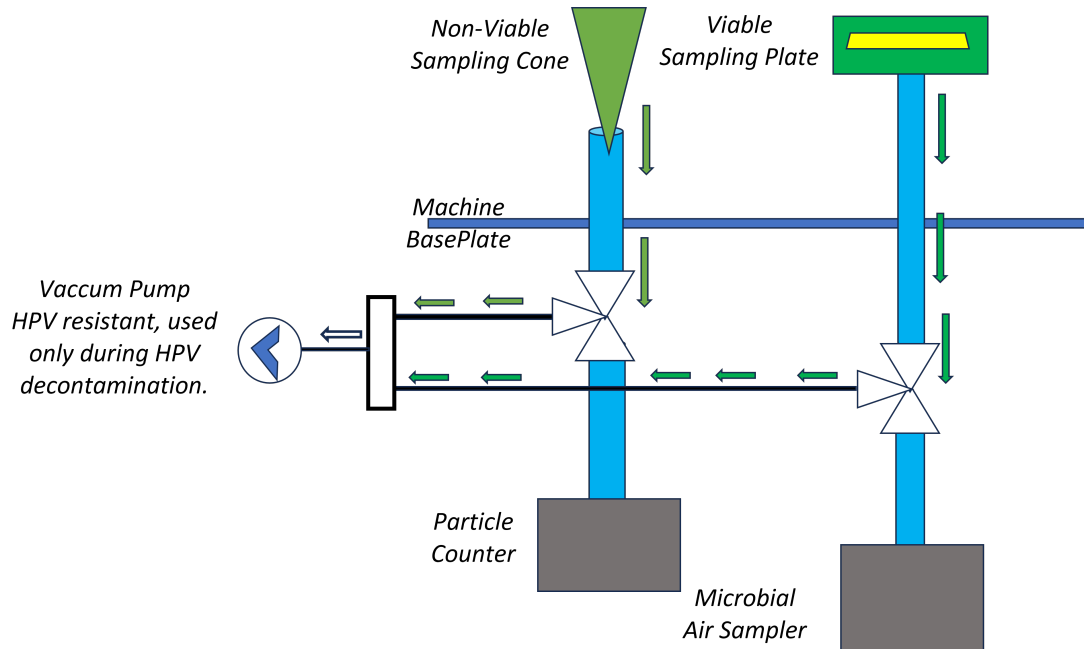 Non-Viable
Sampling Cone
Viable
Sampling Plate
Machine
BasePlate
Vaccum Pump
HPV resistant, used
only during HPV
decontamination.
Particle
Counter
Microbial
Air Sampler